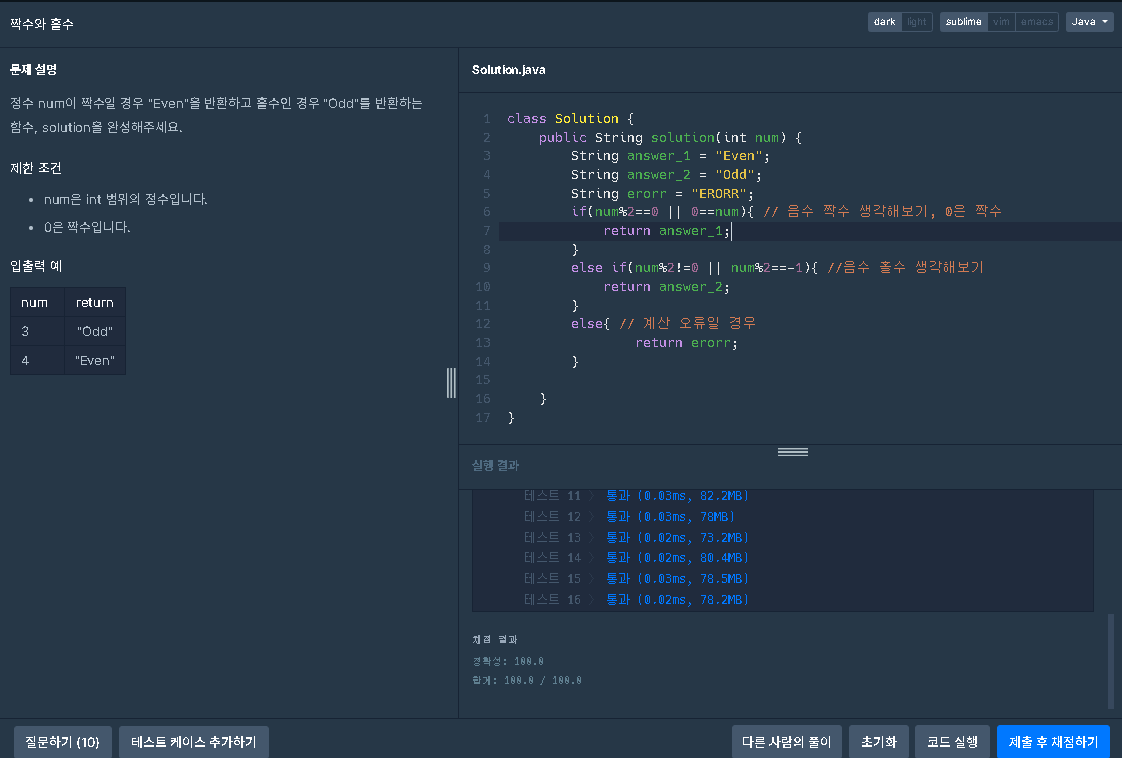 짝수와 홀수
dark light sublime vim emacs Java
문제 설명
정수 num이 짝수일 경우 "Even"을 반환하고 홀수인 경우 "Odd"를 반환하는
함수, solution을 완성해주세요.
제한 조건
num은 int 범위의 정수입니다.
0은 짝수입니다.
입출력 예
num return
3 "Odd"
4 "Even"
Solution.java
1 class Solution {
2 public String solution(int num) {
3 String answer_1 = "Even";
4 String answer_2 = "Odd";
5 String erorr = "ERORR";
6 if(num%2==0 || 0==num){ // 음수 짝수 생각해보기, 0은 짝수
7 return answer_1;
8 }
9 else if(num%2!=0 || num%2==-1){ //음수 홀수 생각해보기
10 return answer_2;
11 }
12 else{ // 계산 오류일 경우
13 return erorr;
14 }
15
16 }
17 }
실행 결과
테스트 11 〉 통과 (0.03ms, 82.2MB)
테스트 12 〉 통과 (0.03ms, 78MB)
테스트 13 〉 통과 (0.02ms, 73.2MB)
테스트 14 〉 통과 (0.02ms, 80.4MB)
테스트 15 〉 통과 (0.03ms, 78.5MB)
테스트 16 〉 통과 (0.02ms, 78.2MB)
채점 결과
정확성: 100.0
합계: 100.0 / 100.0
질문하기 (10) 테스트 케이스 추가하기 다른 사람의 풀이 초기화 코드 실행 제출 후 채점하기